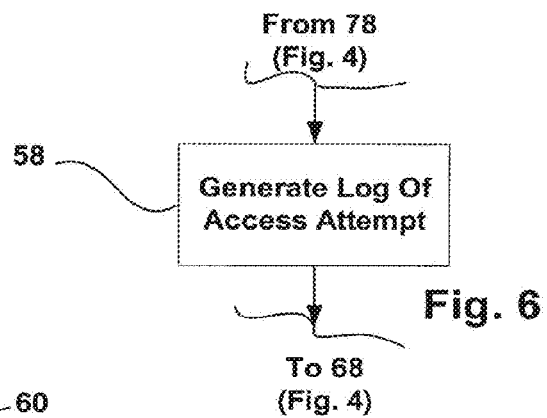 From 78
(Fig. 4)
58
Generate Log Of
Access Attempt
Fig. 6
To 68
(Fig. 4)
60